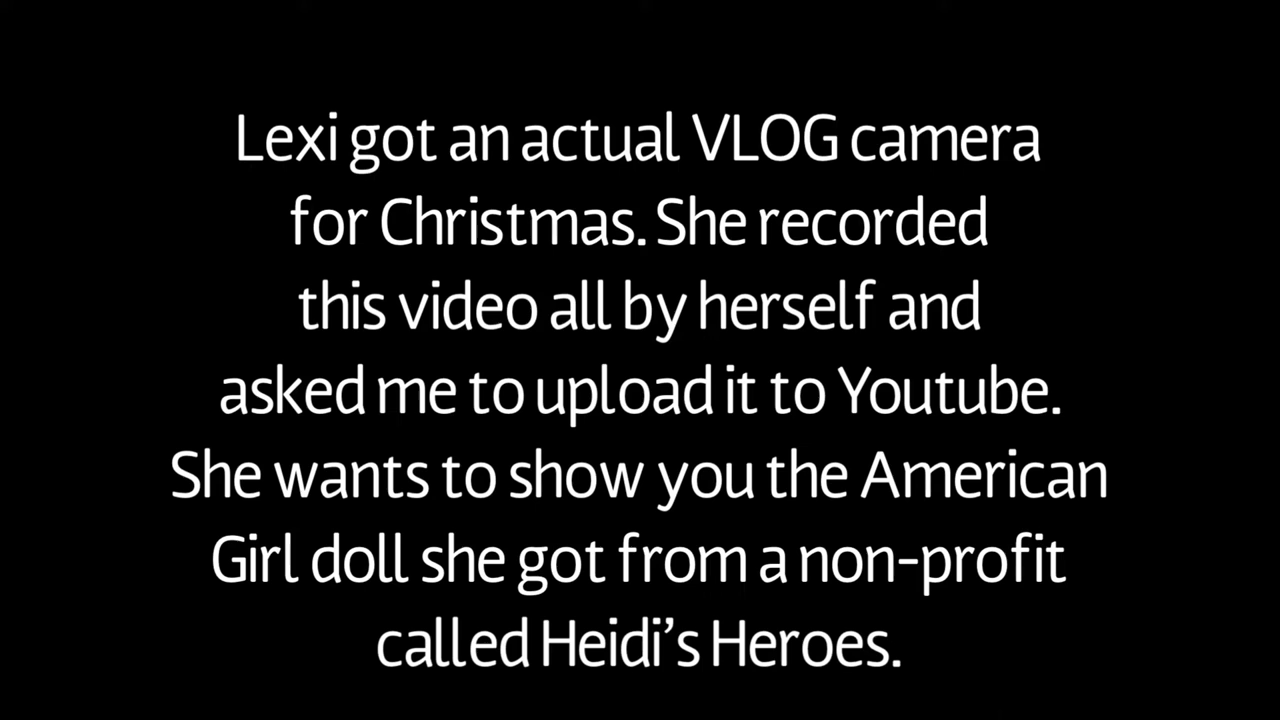 Lexi got an actual VLOG camera
for Christmas. She recorded
this video all by herself and
asked me to upload it to Youtube.
She wants to show you the American
Girl doll she got from a non-profit
called Heidi’s Heroes.